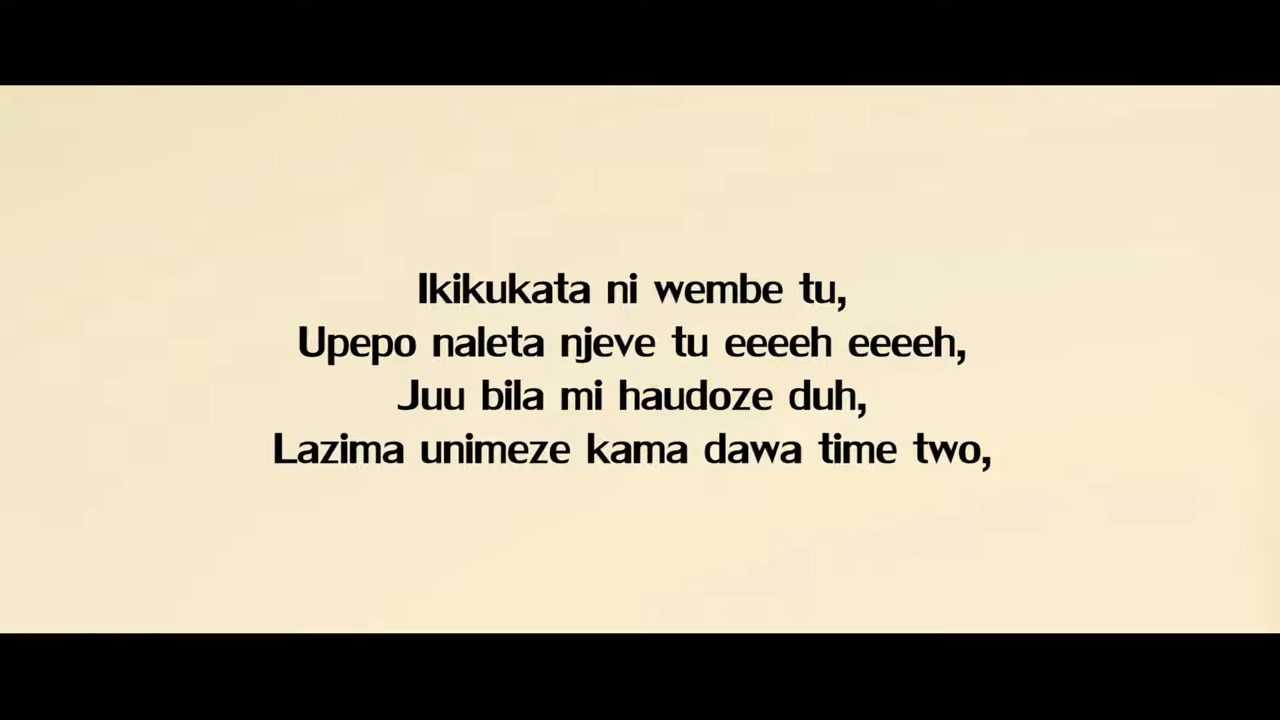 Ikikukata ni wembe tu,
Upepo naleta njeve tu eeeeh eeeeh,
Juu bila mi haudoze duh,
Lazima unimeze kama dawa time two,